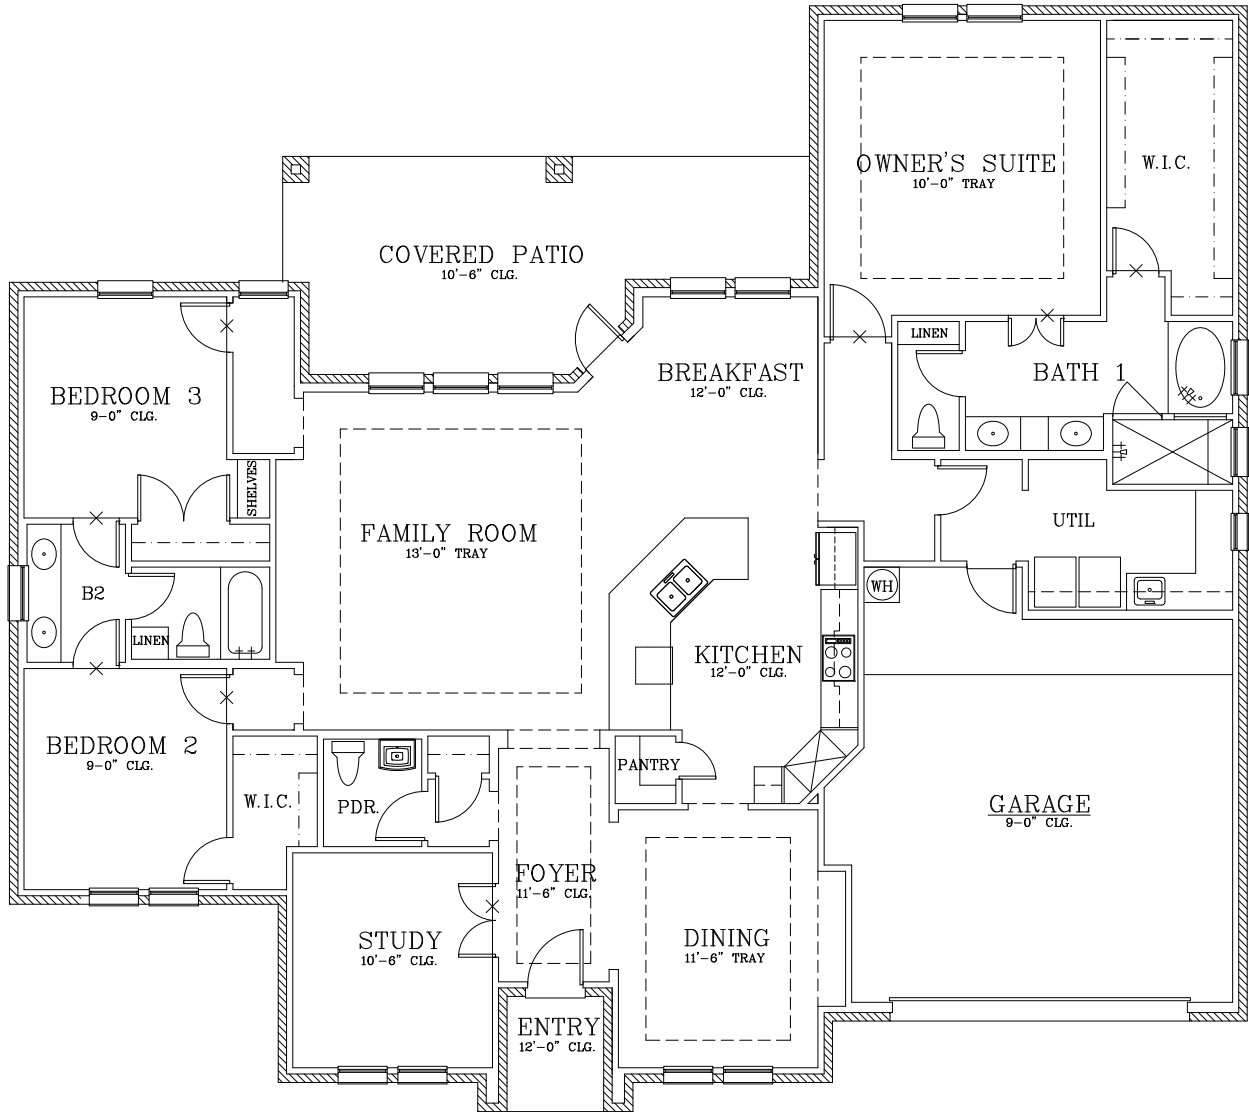 OWNER'S SUITE
10'-0" TRAY
W.I.C.
COVERED PATIO
10'-6" CLG.
LINEN
BATH 1
BREAKFAST
12'-0" CLG.
BEDROOM 3
9-0" CLG.
SHELVES
FAMILY ROOM
13'-0" TRAY
UTIL
WH
B2
LINEN
KITCHEN
12'-0" CLG.
BEDROOM 2
9-0" CLG.
PANTRY
W.I.C.
PDR.
GARAGE
9-0" CLG.
FOYER
11'-6" CLG.
STUDY
10'-6" CLG.
DINING
11'-6" TRAY
ENTRY
12'-0" CLG.